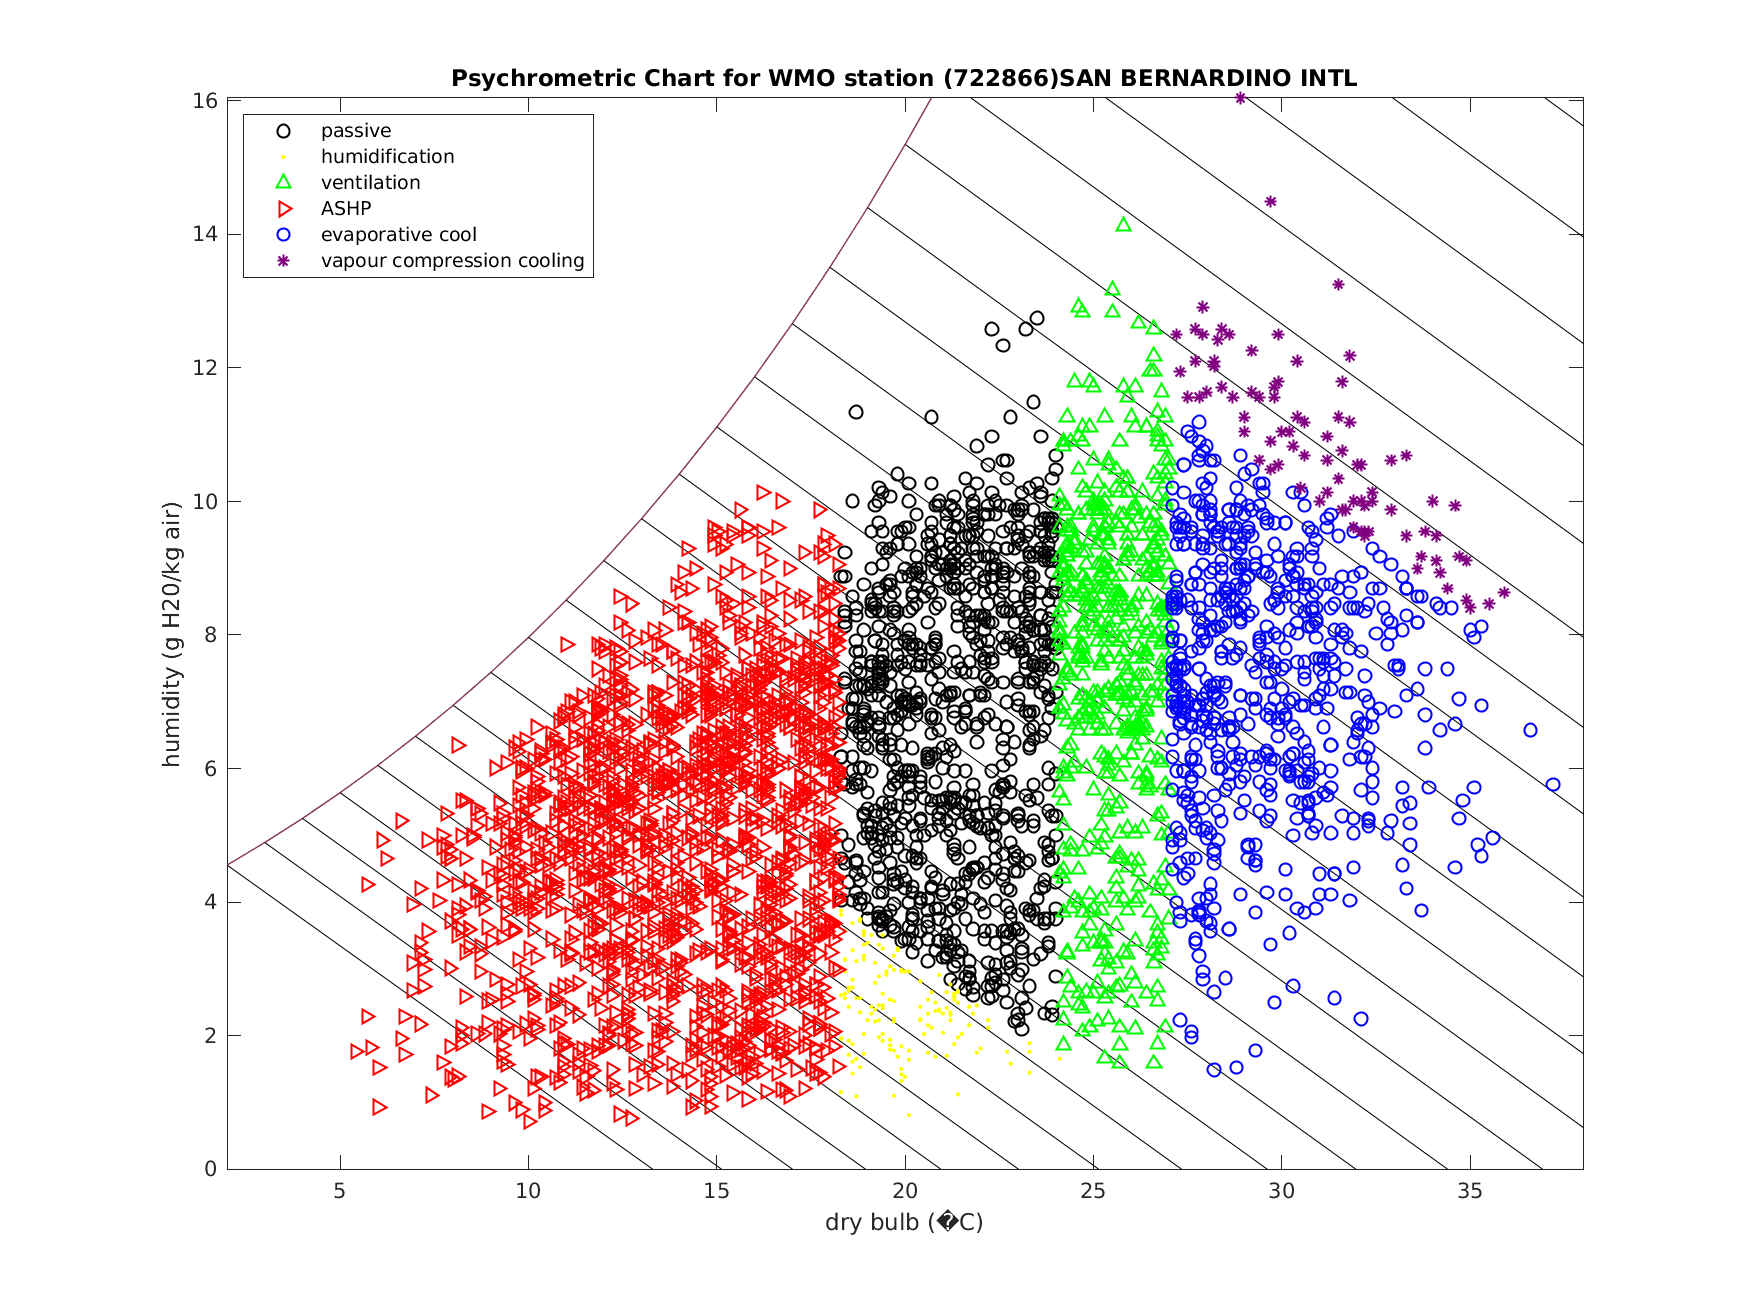 Psychrometric Chart for WMO station (722866)SAN BERNARDINO INTL
passive
humidification
ventilation
ASHP
evaporative cool
vapour compression cooling
humidity (g H20/kg air)
16
14
12
10
8
6
4
2
0
5 10 15 20 25 30 35
dry bulb (�C)